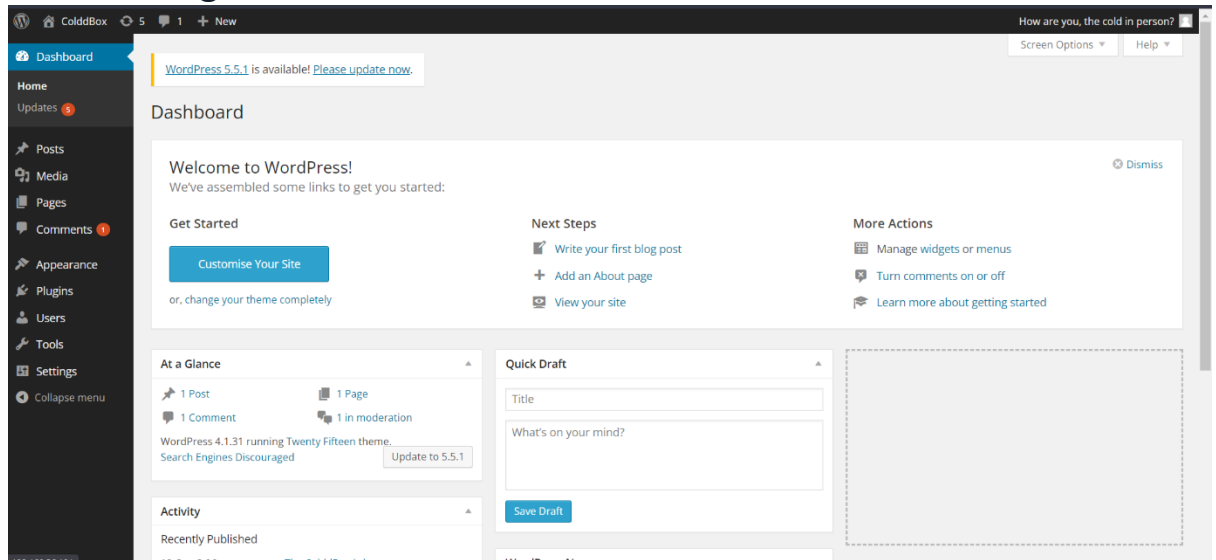 ColddBox 5 1 + New How are you, the cold in person?
Screen Options Help
Dashboard
Home
Updates 5
Posts
Media
Pages
Comments 1
Appearance
Plugins
Users
Tools
Settings
Collapse menu
WordPress 5.5.1 is available! Please update now.
Dashboard
Welcome to WordPress!
We've assembled some links to get you started:
Dismiss
Get Started
Customise Your Site
or, change your theme completely
Next Steps
Write your first blog post
Add an About page
View your site
More Actions
Manage widgets or menus
Turn comments on or off
Learn more about getting started
At a Glance
1 Post 1 Page
1 Comment 1 in moderation
WordPress 4.1.31 running Twenty Fifteen theme.
Search Engines Discouraged Update to 5.5.1
Activity
Recently Published
Quick Draft
Title
What's on your mind?
Save Draft